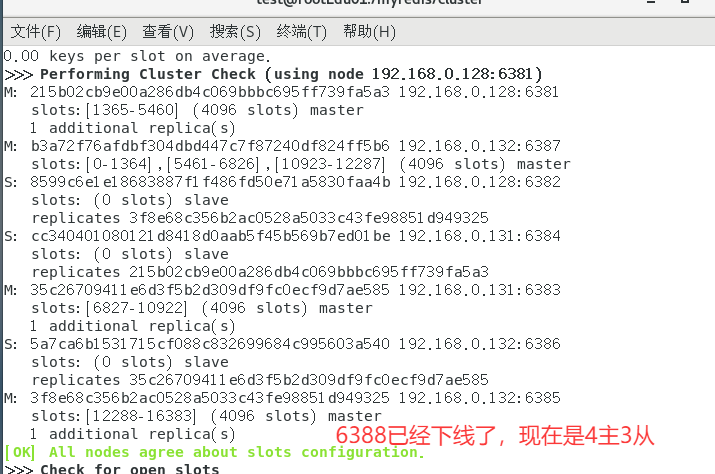 test@rootEdu01:/myredis/cluster
文件(F) 编辑(E) 查看(V) 搜索(S) 终端(T) 帮助(H)
0.00 keys per slot on average.
>>> Performing Cluster Check (using node 192.168.0.128:6381)
M: 215b02cb9e00a286db4c069bbbc695ff739fa5a3 192.168.0.128:6381
slots:[1365-5460] (4096 slots) master
1 additional replica(s)
M: b3a72f76afdbf304dbd447c7f87240df824ff5b6 192.168.0.132:6387
slots:[0-1364],[5461-6826],[10923-12287] (4096 slots) master
S: 8599c6e1e18683887f1f486fd50e71a5830faa4b 192.168.0.128:6382
slots: (0 slots) slave
replicates 3f8e68c356b2ac0528a5033c43fe98851d949325
S: cc340401080121d8418d0aab5f45b569b7ed01be 192.168.0.131:6384
slots: (0 slots) slave
replicates 215b02cb9e00a286db4c069bbbc695ff739fa5a3
M: 35c26709411e6d3f5b2d309df9fc0ecf9d7ae585 192.168.0.131:6383
slots:[6827-10922] (4096 slots) master
1 additional replica(s)
S: 5a7ca6b1531715cf088c832699684c995603a540 192.168.0.132:6386
slots: (0 slots) slave
replicates 35c26709411e6d3f5b2d309df9fc0ecf9d7ae585
M: 3f8e68c356b2ac0528a5033c43fe98851d949325 192.168.0.132:6385
slots:[12288-16383] (4096 slots) master
1 additional replica(s)
6388已经下线了，现在是4主3从
[OK] All nodes agree about slots configuration.
>>> Check for open slots